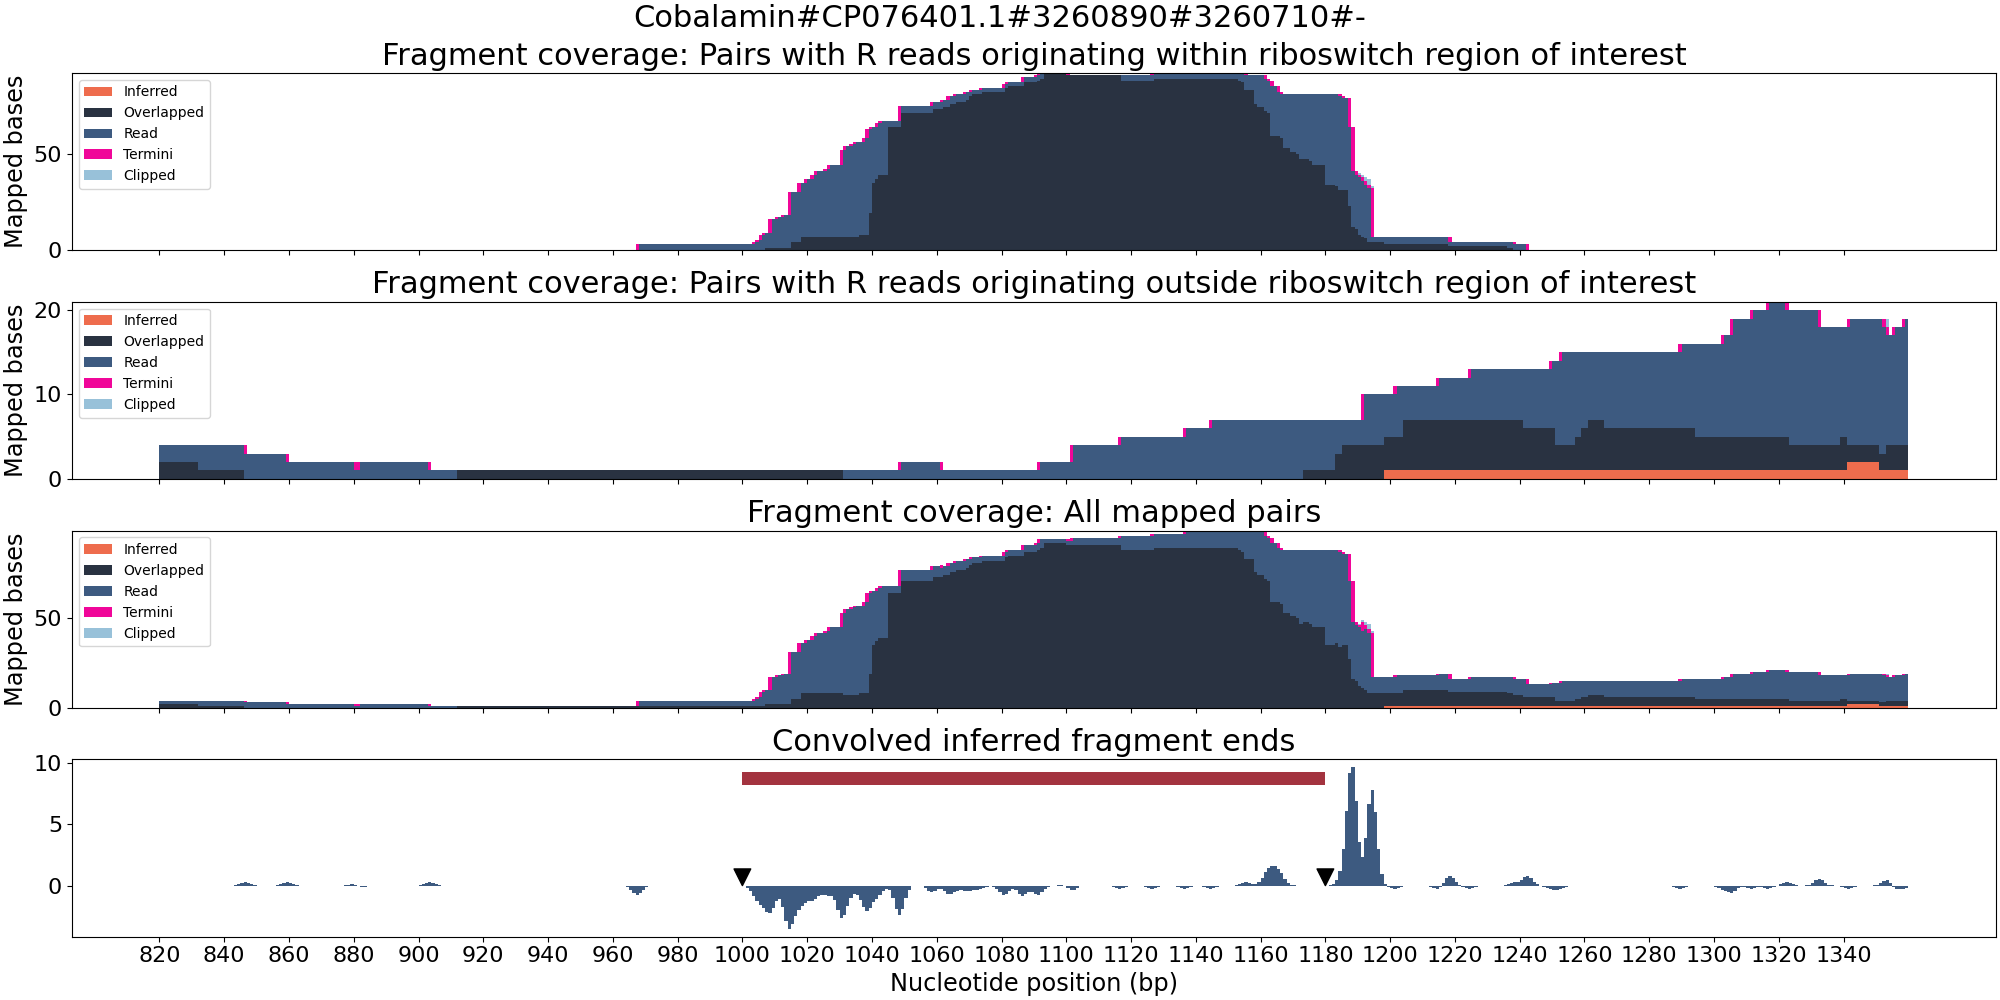 Cobalamin#CP076401.1#3260890#3260710#-
Fragment coverage: Pairs with R reads originating within riboswitch region of interest
Mapped bases
50
0
Inferred
Overlapped
Read
Termini
Clipped
Fragment coverage: Pairs with R reads originating outside riboswitch region of interest
Mapped bases
20
10
0
Inferred
Overlapped
Read
Termini
Clipped
Fragment coverage: All mapped pairs
Mapped bases
50
0
Inferred
Overlapped
Read
Termini
Clipped
Convolved inferred fragment ends
10
5
0
820 840 860 880 900 920 940 960 980 1000 1020 1040 1060 1080 1100 1120 1140 1160 1180 1200 1220 1240 1260 1280 1300 1320 1340
Nucleotide position (bp)